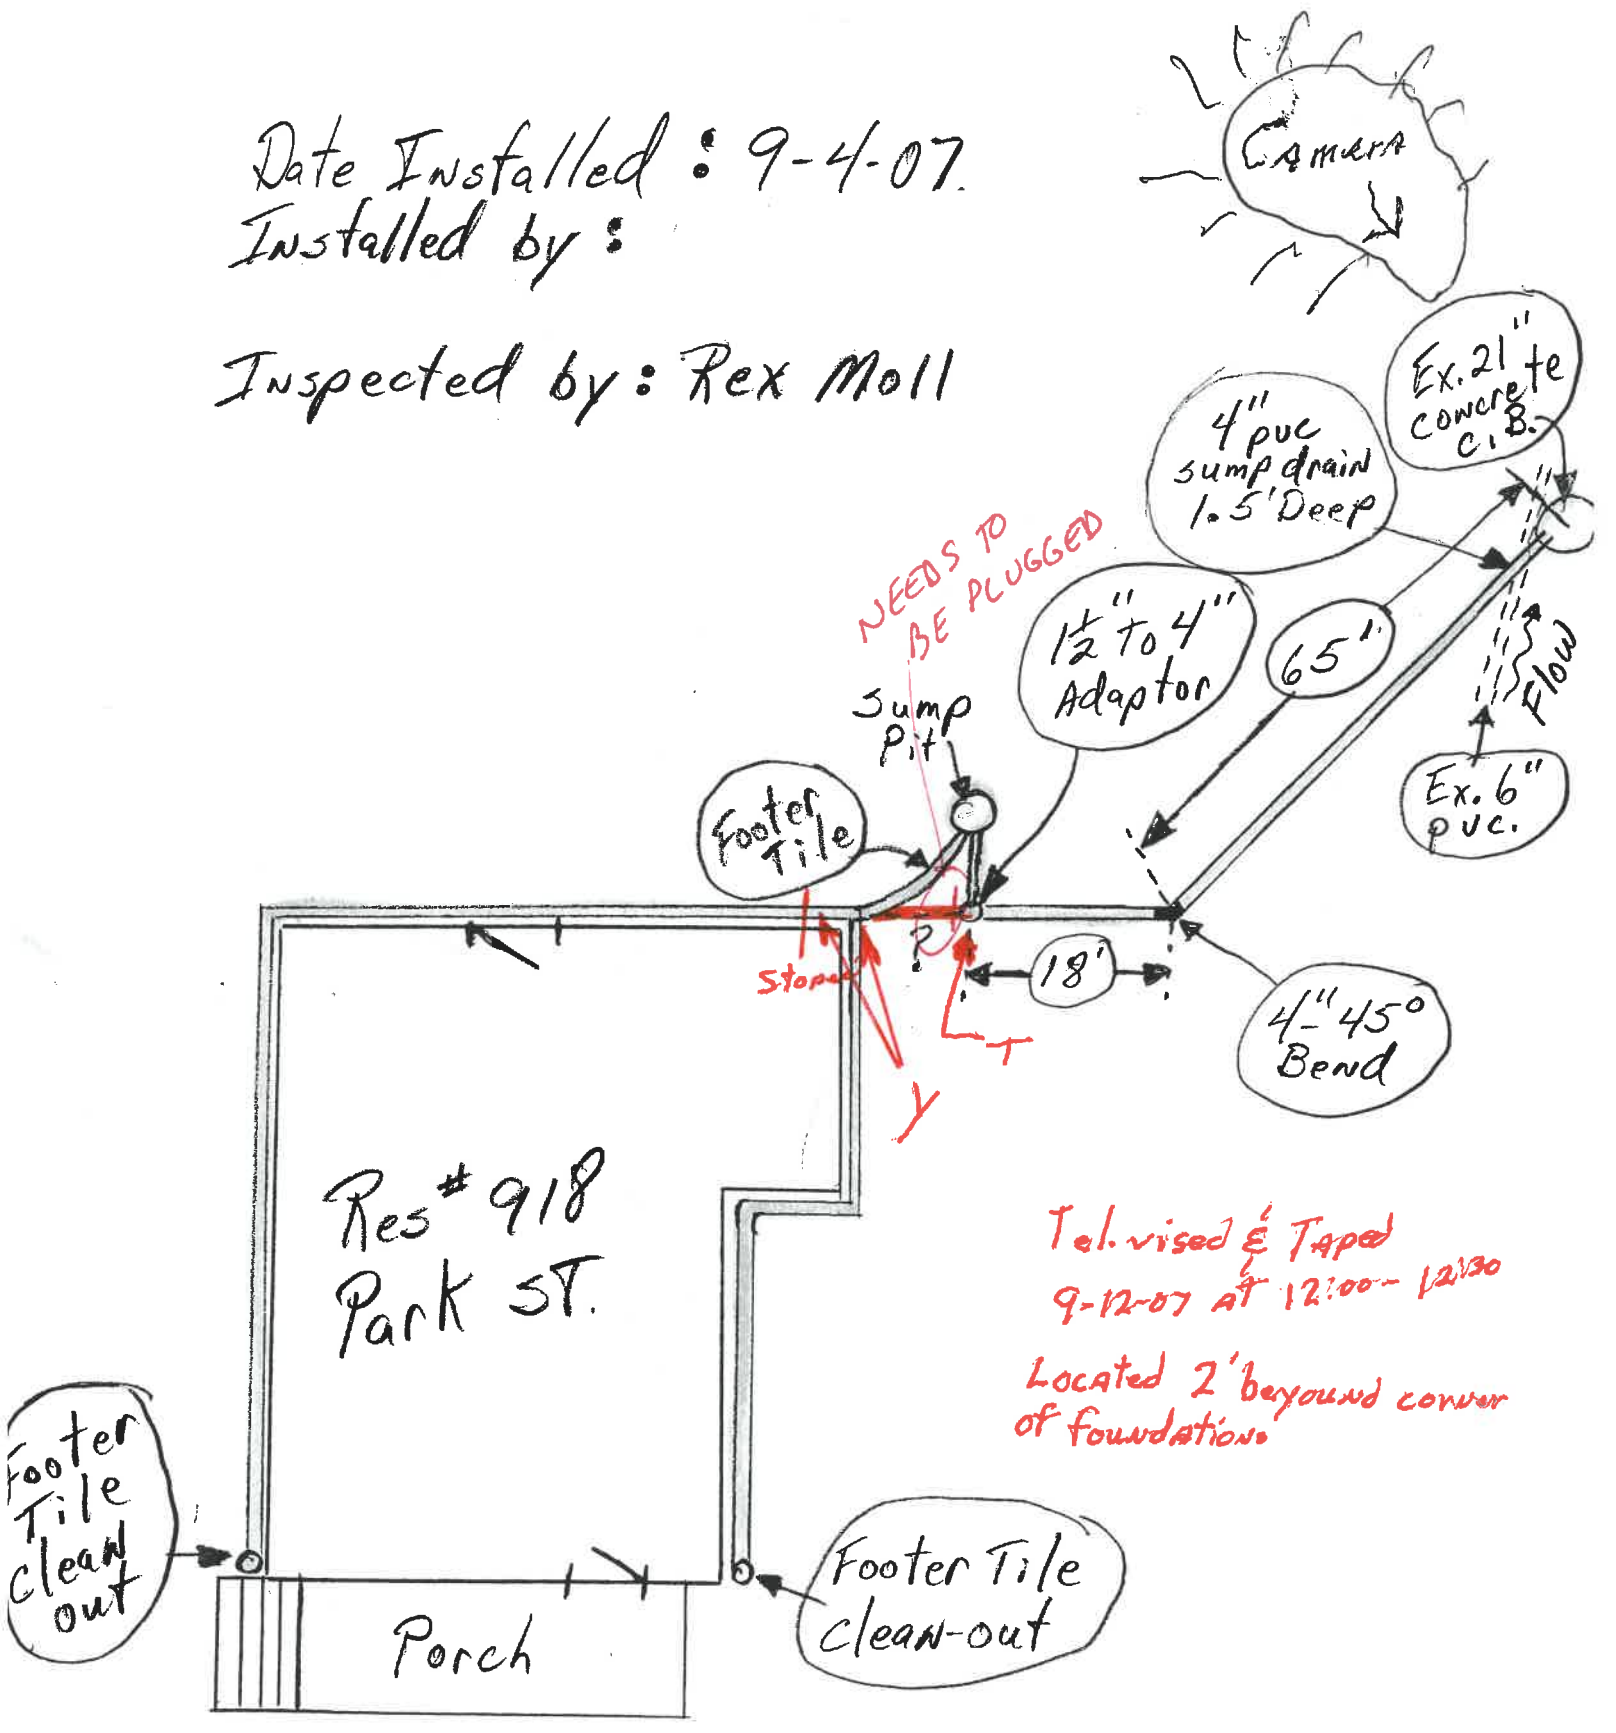 Date Installed : 9-4-07.
Installed by :
Inspected by : Rex Moll
Camera
Ex. 21"
concrete
C.B.
4"
pvc
sump drain
1.5' Deep
NEEDS TO
BE PLUGGED
1 1/2" To 4"
Adaptor
65'
Flow
Sump
Pit
Ex. 6"
pvc.
Footer
Tile
?
Stoped
18'
T
4"-45°
Bend
Y
Res # 918
Park ST.
Tel.vised & Taped
9-12-07 at 12:00-12:30
Located 2' beyound corner
of foundation.
Footer
Tile
clean
out
Footer Tile
clean-out
Porch